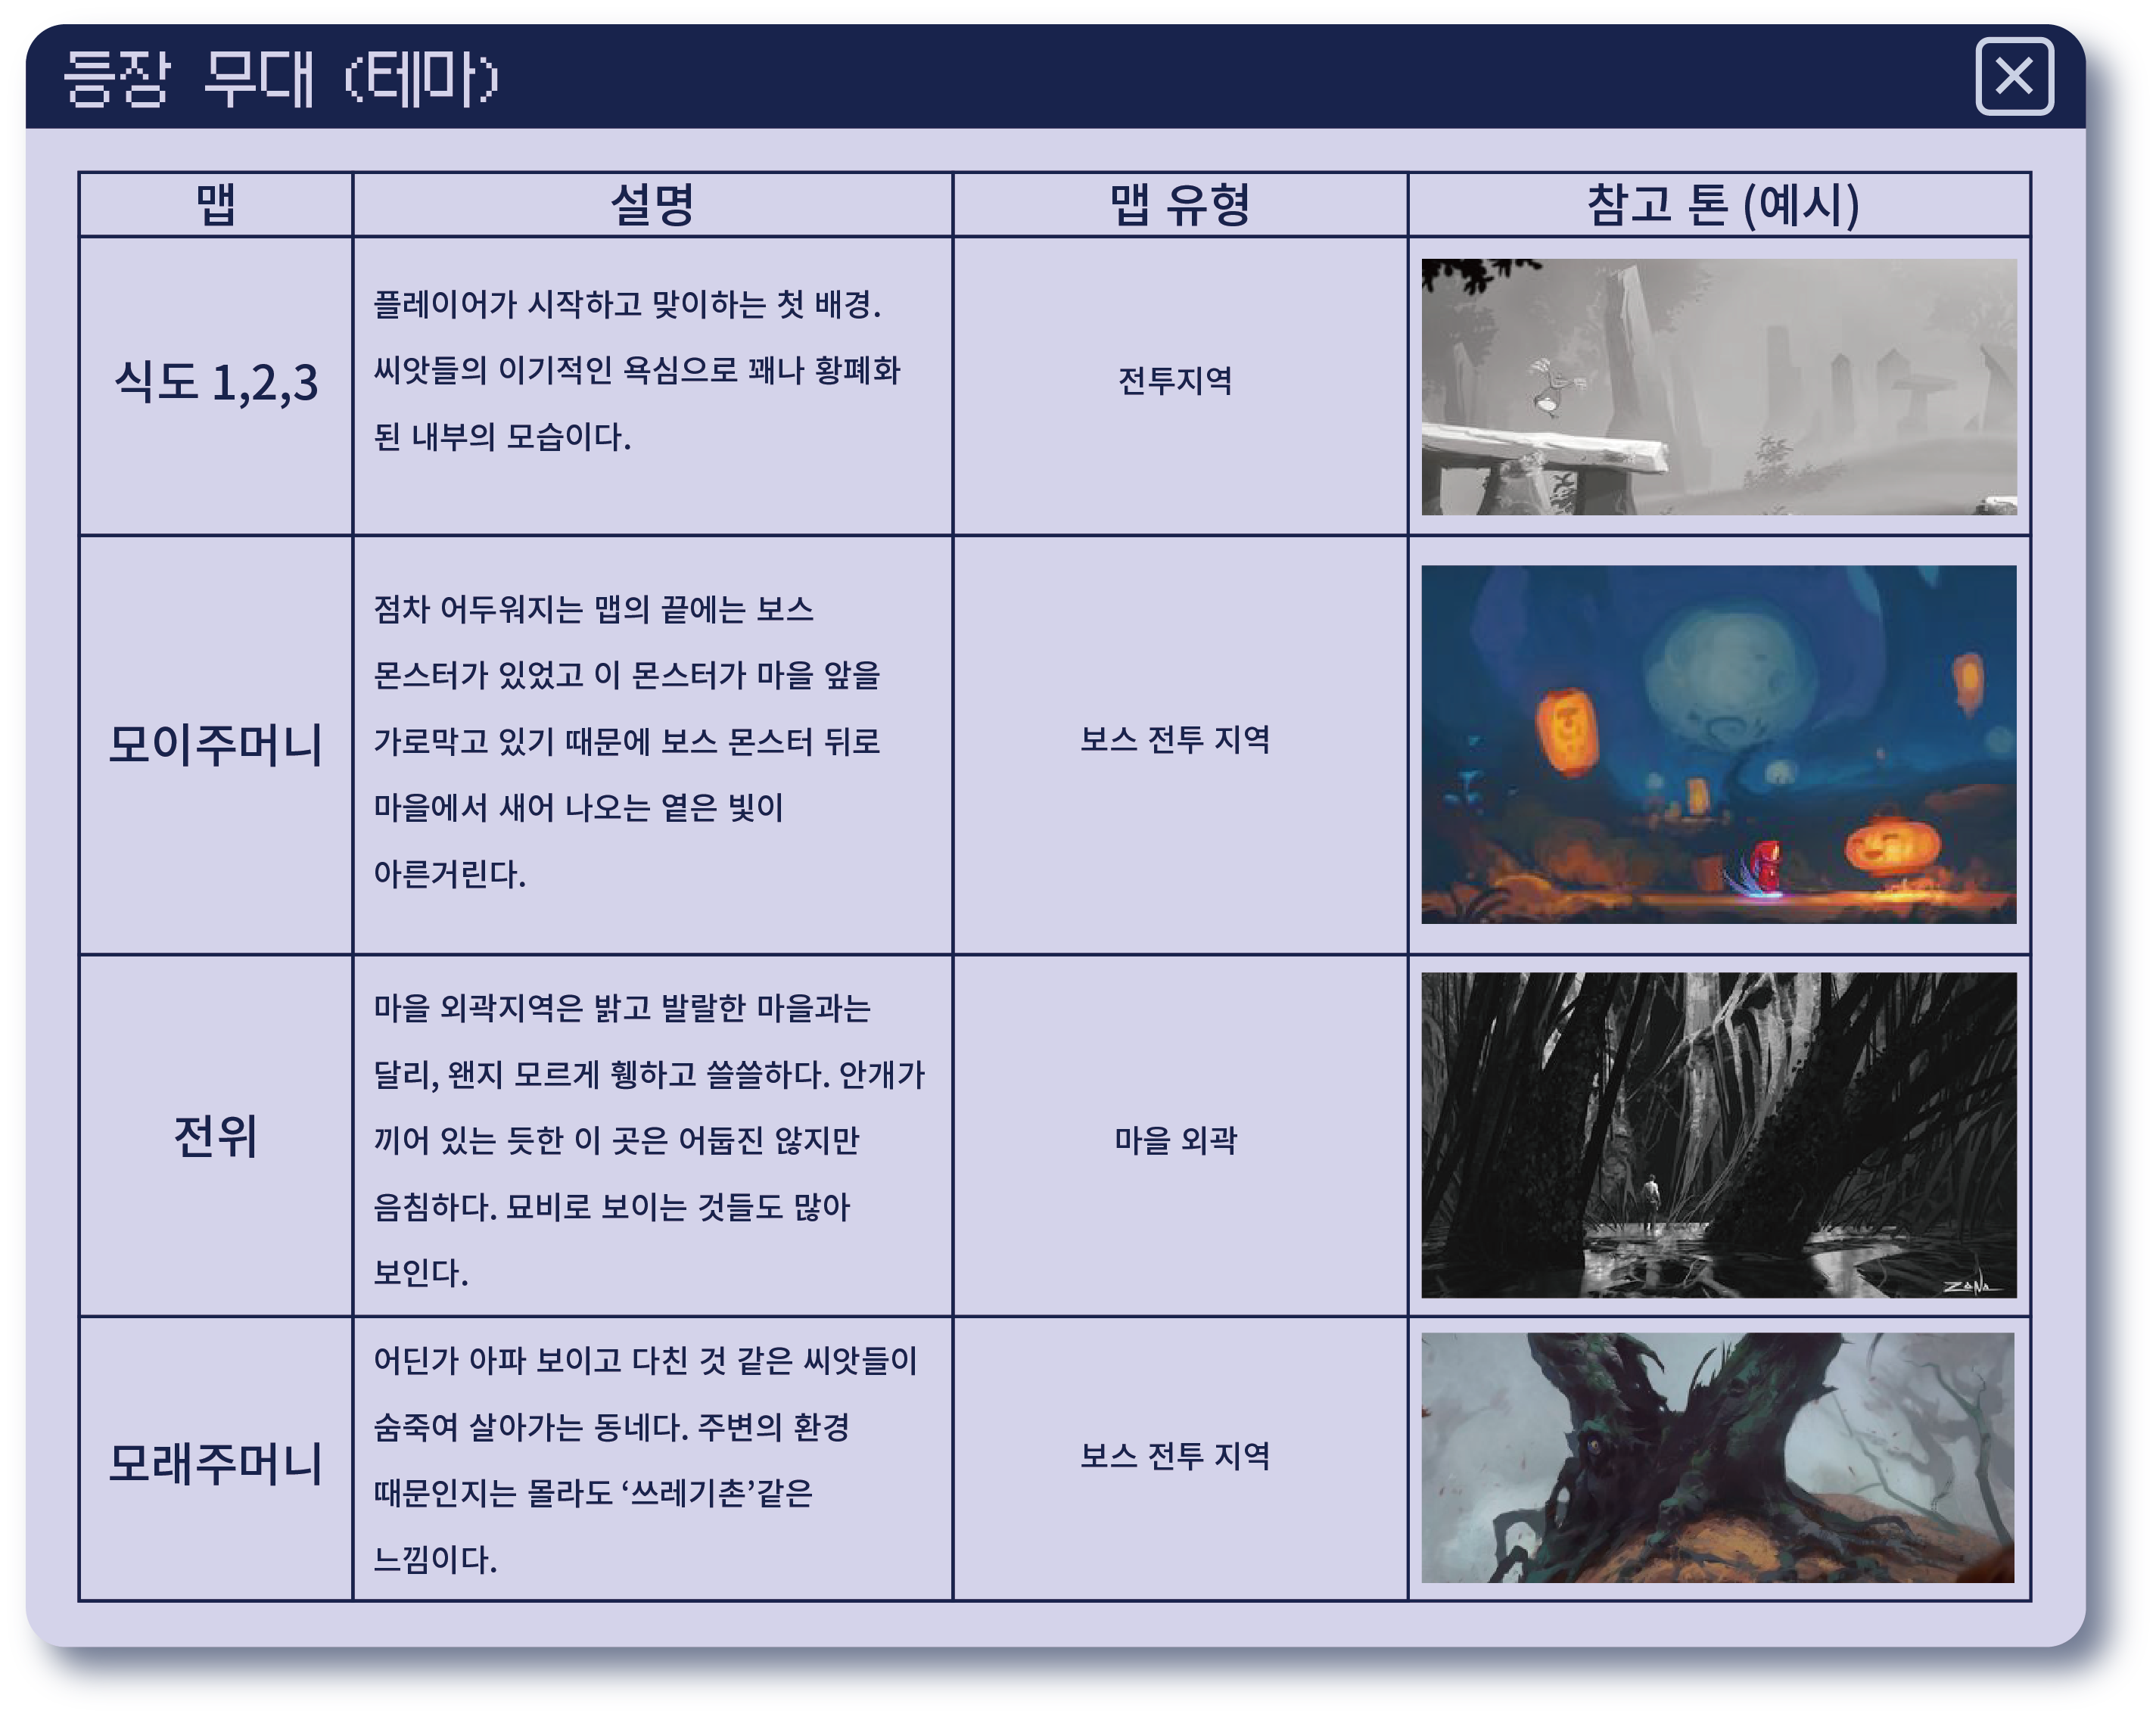 등장 무대 (테마)
맵
설명
맵 유형
참고 톤 (예시)
식도 1,2,3
플레이어가 시작하고 맞이하는 첫 배경.
씨앗들의 이기적인 욕심으로 꽤나 황폐화
된 내부의 모습이다.
전투지역
모이주머니
점차 어두워지는 맵의 끝에는 보스
몬스터가 있었고 이 몬스터가 마을 앞을
가로막고 있기 때문에 보스 몬스터 뒤로
마을에서 새어 나오는 옅은 빛이
아른거린다.
보스 전투 지역
전위
마을 외곽지역은 밝고 발랄한 마을과는
달리, 왠지 모르게 휑하고 쓸쓸하다. 안개가
끼어 있는 듯한 이 곳은 어둡진 않지만
음침하다. 묘비로 보이는 것들도 많아
보인다.
마을 외곽
ZaNa
모래주머니
어딘가 아파 보이고 다친 것 같은 씨앗들이
숨죽여 살아가는 동네다. 주변의 환경
때문인지는 몰라도 ‘쓰레기촌’같은
느낌이다.
보스 전투 지역